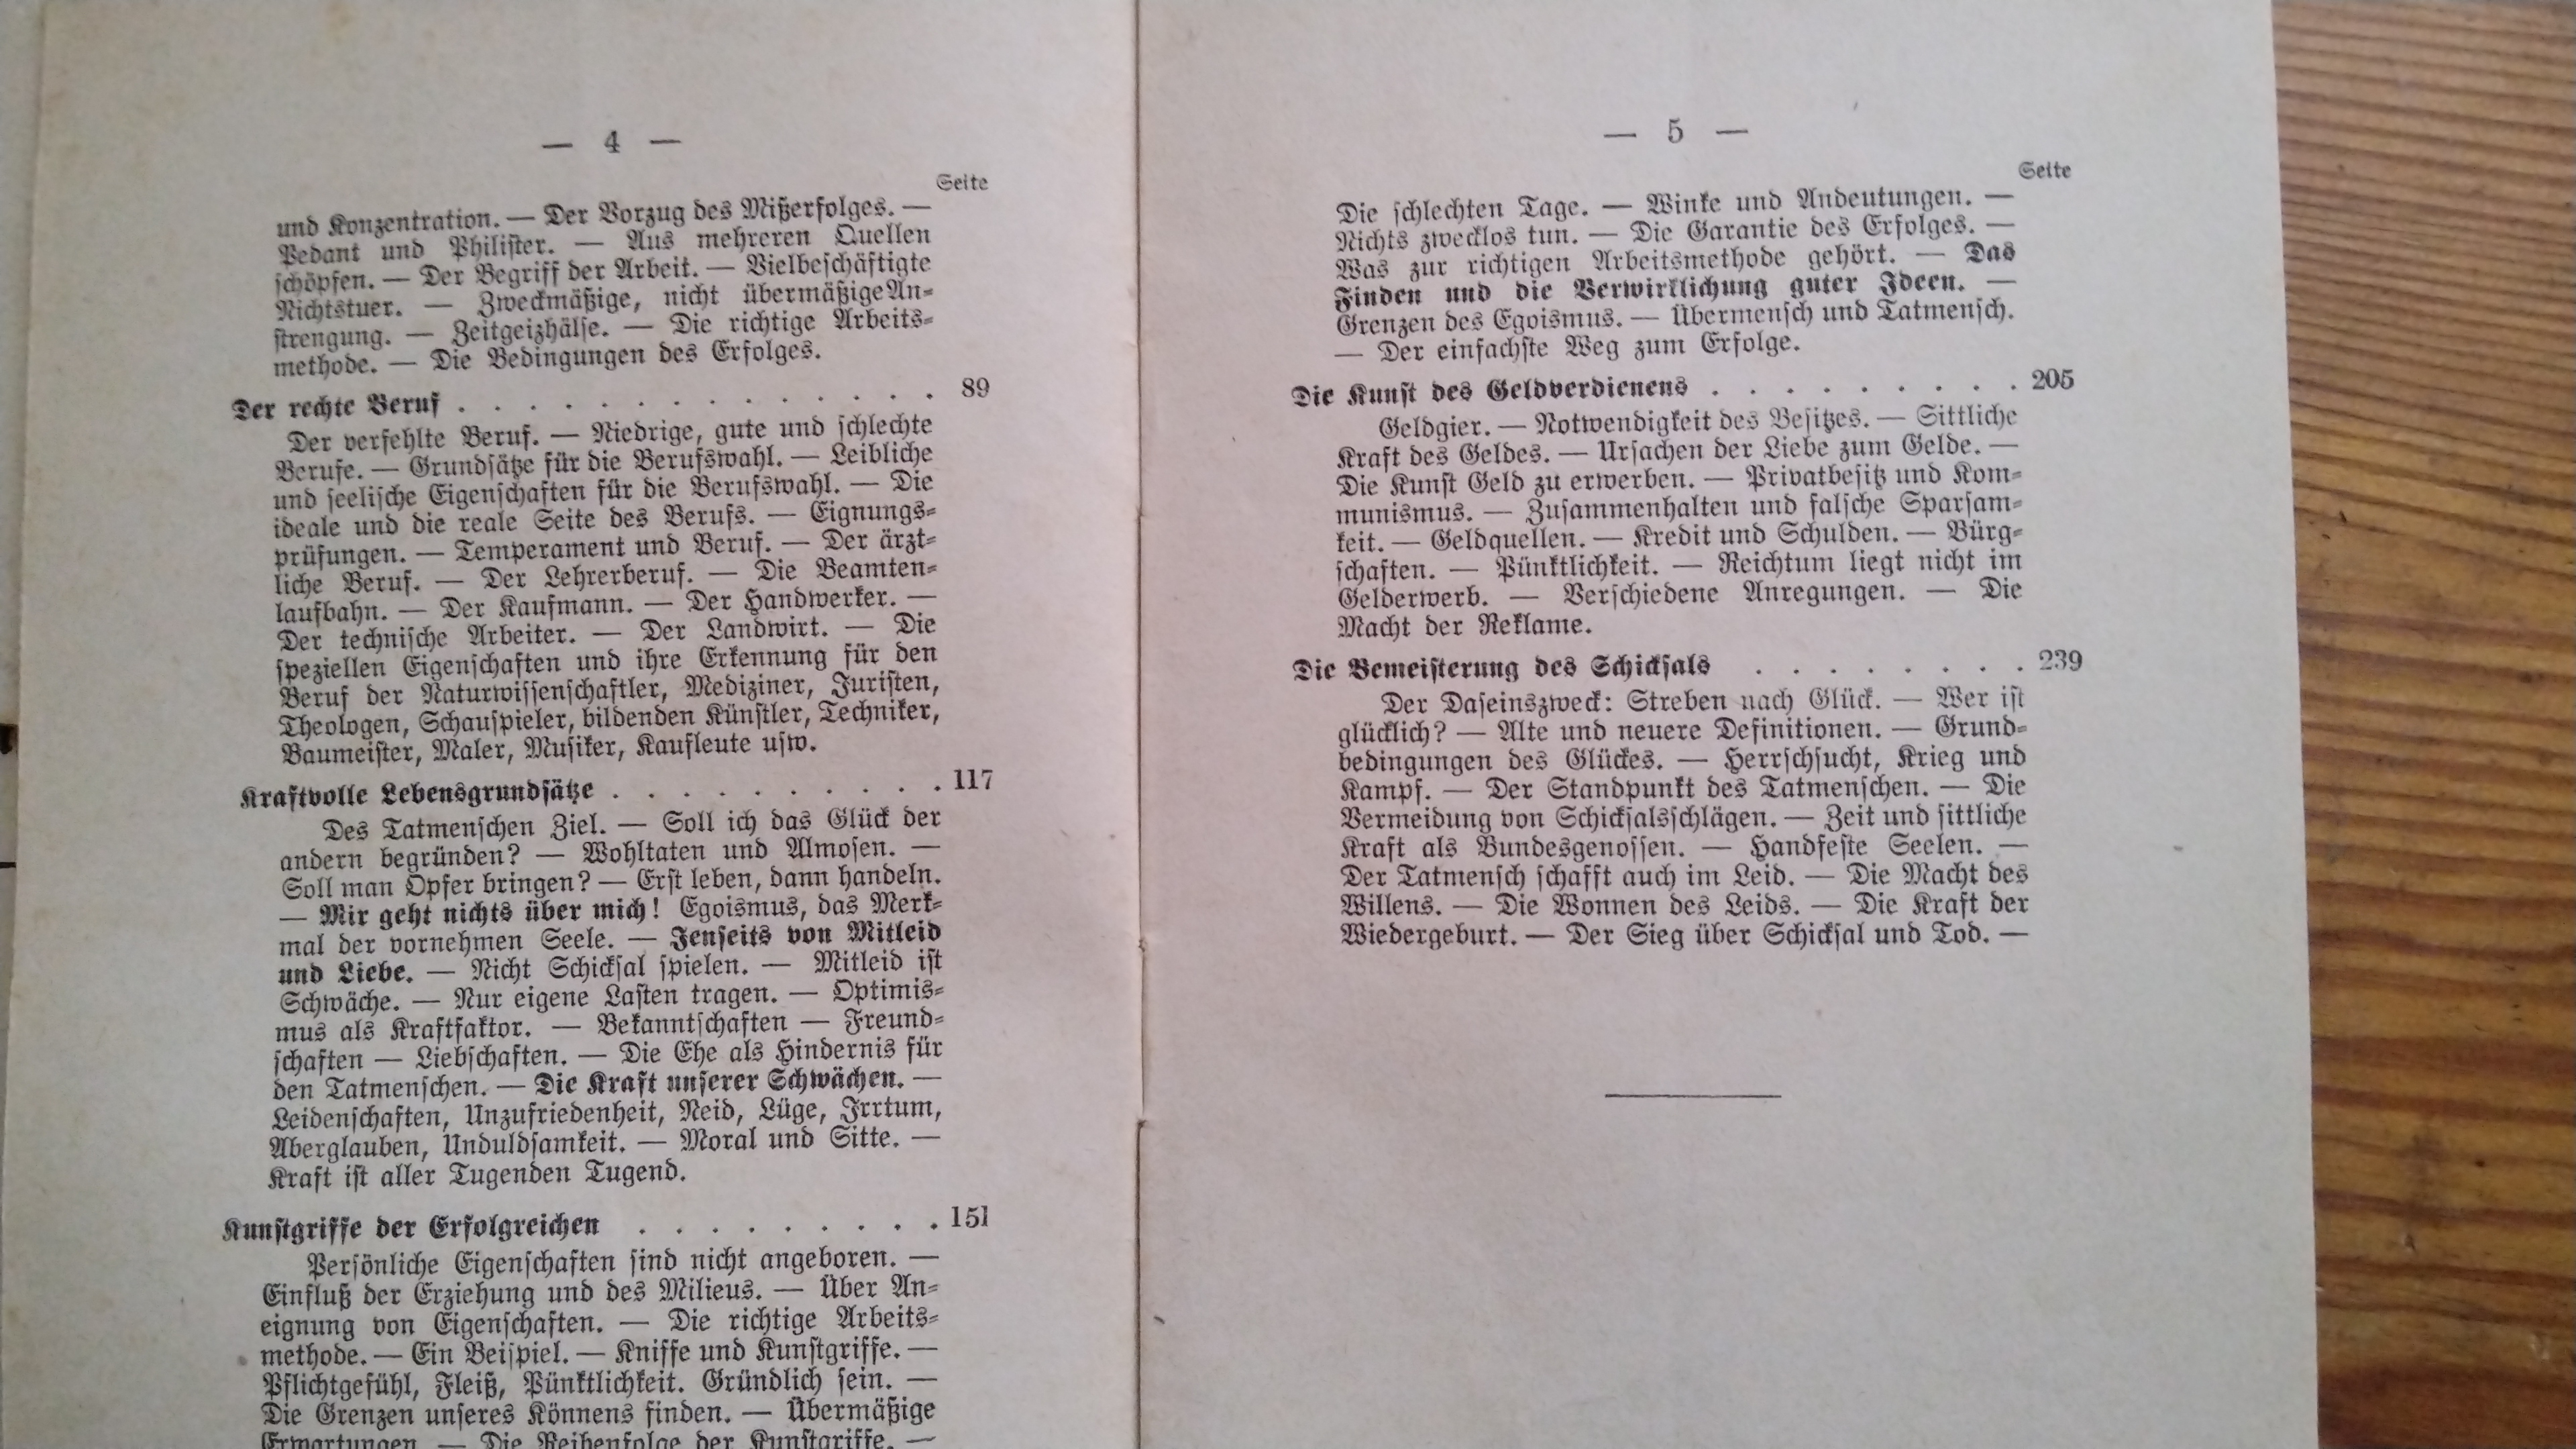 — 4 —
Seite
und Konzentration. — Der Vorzug des Mißerfolges. —
Pedant und Philister. — Aus mehreren Quellen
schöpfen. — Der Begriff der Arbeit. — Vielbeschäftigte
Nichtstuer. — Zweckmäßige, nicht übermäßige An-
strengung. — Zeitgeizhälse. — Die richtige Arbeits-
methode. — Die Bedingungen des Erfolges.
Der rechte Beruf . . . . . . . . . . . . . . 89
Der verfehlte Beruf. — Niedrige, gute und schlechte
Berufe. — Grundsätze für die Berufswahl. — Leibliche
und seelische Eigenschaften für die Berufswahl. — Die
ideale und die reale Seite des Berufs. — Eignungs-
prüfungen. — Temperament und Beruf. — Der ärzt-
liche Beruf. — Der Lehrerberuf. — Die Beamten-
laufbahn. — Der Kaufmann. — Der Handwerker. —
Der technische Arbeiter. — Der Landwirt. — Die
speziellen Eigenschaften und ihre Erkennung für den
Beruf der Naturwissenschaftler, Mediziner, Juristen,
Theologen, Schauspieler, bildenden Künstler, Techniker,
Baumeister, Maler, Musiker, Kaufleute usw.
Kraftvolle Lebensgrundsätze . . . . . . . . . . 117
Des Tatmenschen Ziel. — Soll ich das Glück der
andern begründen? — Wohltaten und Almosen. —
Soll man Opfer bringen? — Erst leben, dann handeln.
— Mir geht nichts über mich! Egoismus, das Merk-
mal der vornehmen Seele. — Jenseits von Mitleid
und Liebe. — Nicht Schicksal spielen. — Mitleid ist
Schwäche. — Nur eigene Lasten tragen. — Optimis-
mus als Kraftfaktor. — Bekanntschaften — Freund-
schaften — Liebschaften. — Die Ehe als Hindernis für
den Tatmenschen. — Die Kraft unserer Schwächen. —
Leidenschaften, Unzufriedenheit, Neid, Lüge, Irrtum,
Aberglauben, Unduldsamkeit. — Moral und Sitte. —
Kraft ist aller Tugenden Tugend.
Kunstgriffe der Erfolgreichen . . . . . . . . . 151
Persönliche Eigenschaften sind nicht angeboren. —
Einfluß der Erziehung und des Milieus. — Über An-
eignung von Eigenschaften. — Die richtige Arbeits-
methode. — Ein Beispiel. — Kniffe und Kunstgriffe. —
Pflichtgefühl, Fleiß, Pünktlichkeit. Gründlich sein. —
Die Grenzen unseres Könnens finden. — Übermäßige
Erwartungen. — Die Reihenfolge der Kunstgriffe. —
— 5 —
Seite
Die schlechten Tage. — Winke und Andeutungen. —
Nichts zwecklos tun. — Die Garantie des Erfolges. —
Was zur richtigen Arbeitsmethode gehört. — Das
Finden und die Verwirklichung guter Ideen. —
Grenzen des Egoismus. — Übermensch und Tatmensch.
— Der einfachste Weg zum Erfolge.
Die Kunst des Geldverdienens . . . . . . . . . 205
Geldgier. — Notwendigkeit des Besitzes. — Sittliche
Kraft des Geldes. — Ursachen der Liebe zum Gelde. —
Die Kunst Geld zu erwerben. — Privatbesitz und Kom-
munismus. — Zusammenhalten und falsche Sparsam-
keit. — Geldquellen. — Kredit und Schulden. — Bürg-
schaften. — Pünktlichkeit. — Reichtum liegt nicht im
Gelderwerb. — Verschiedene Anregungen. — Die
Macht der Reklame.
Die Bemeisterung des Schicksals . . . . . . . . 239
Der Daseinszweck: Streben nach Glück. — Wer ist
glücklich? — Alte und neuere Definitionen. — Grund-
bedingungen des Glückes. — Herrschsucht, Krieg und
Kampf. — Der Standpunkt des Tatmenschen. — Die
Vermeidung von Schicksalsschlägen. — Zeit und sittliche
Kraft als Bundesgenossen. — Handfeste Seelen. —
Der Tatmensch schafft auch im Leid. — Die Macht des
Willens. — Die Wonnen des Leids. — Die Kraft der
Wiedergeburt. — Der Sieg über Schicksal und Tod. —